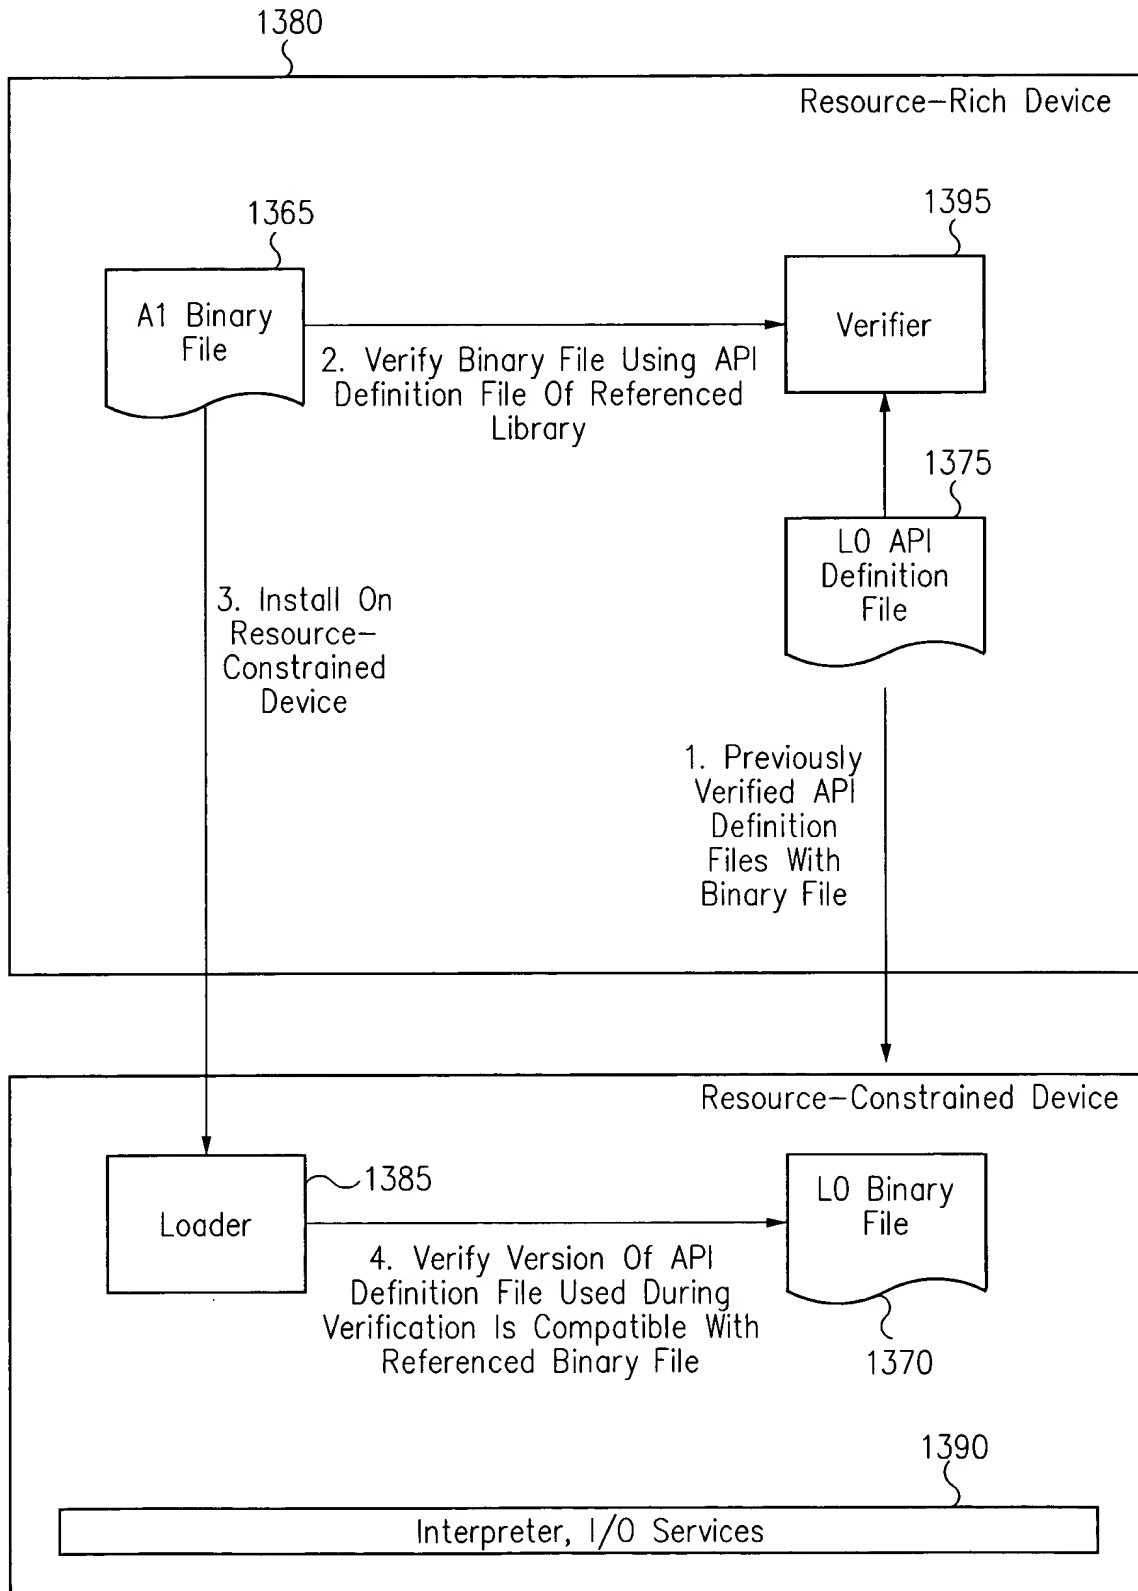 1380
Resource-Rich Device
1365
1395
A1 Binary
File
Verifier
2. Verify Binary File Using API
Definition File Of Referenced
Library
1375
L0 API
Definition
File
3. Install On
Resource-
Constrained
Device
1. Previously
Verified API
Definition
Files With
Binary File
Resource-Constrained Device
Loader
1385
L0 Binary
File
4. Verify Version Of API
Definition File Used During
Verification Is Compatible With
Referenced Binary File
1370
1390
Interpreter, I/O Services